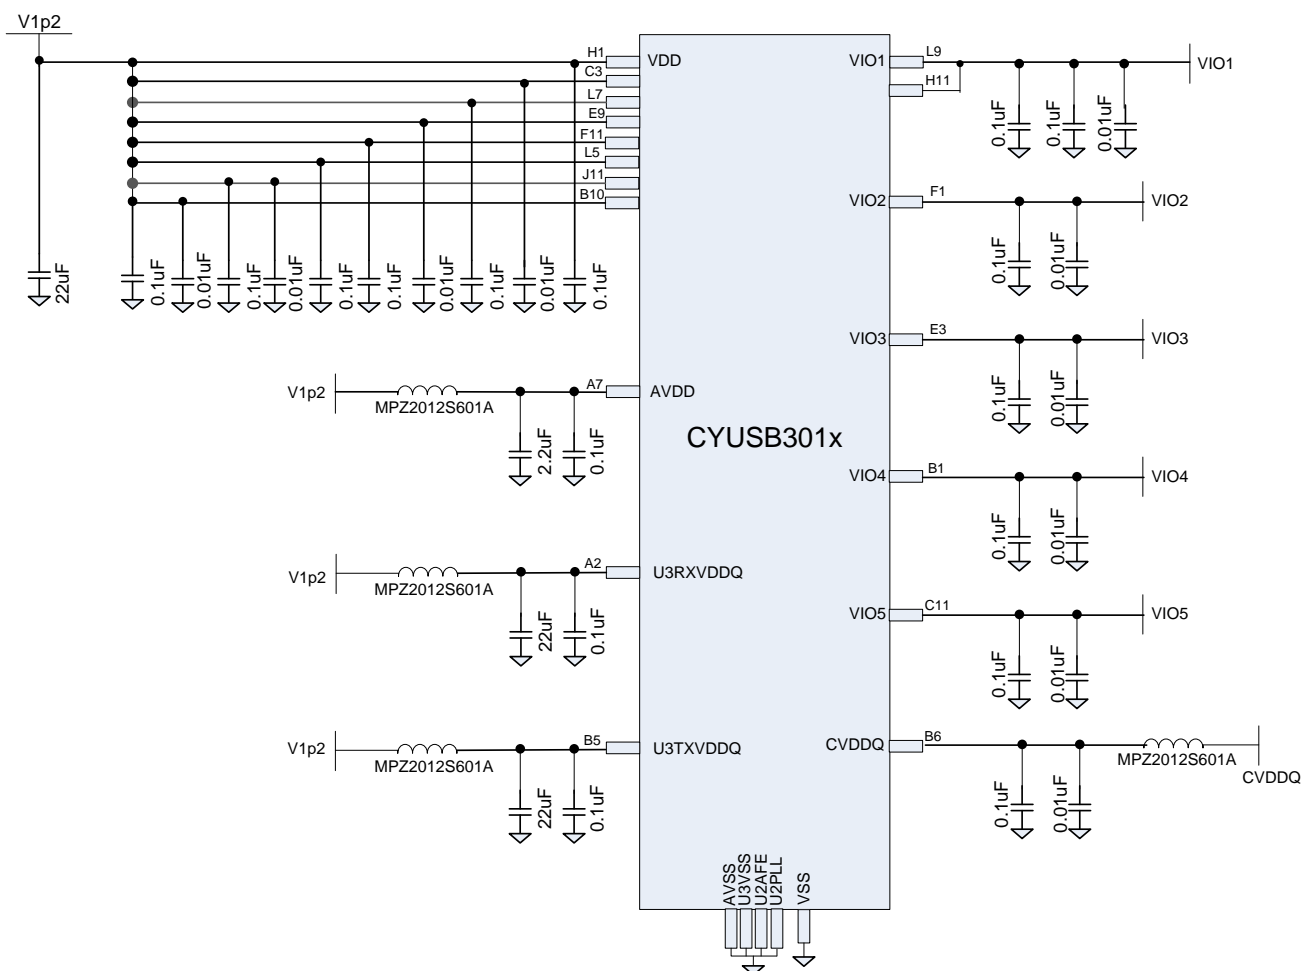 V1p2
H1
VDD
C3
L7
E9
F11
L5
J11
B10
22uF
0.1uF
0.01uF
0.1uF
0.01uF
0.1uF
0.1uF
0.01uF
0.1uF
0.01uF
0.1uF
VIO1
L9
H11
VIO1
0.1uF
0.1uF
0.01uF
VIO2
F1
VIO2
0.1uF
0.01uF
VIO3
E3
VIO3
0.1uF
0.01uF
V1p2
MPZ2012S601A
A7
AVDD
2.2uF
0.1uF
CYUSB301x
VIO4
B1
VIO4
0.1uF
0.01uF
V1p2
MPZ2012S601A
A2
U3RXVDDQ
22uF
0.1uF
VIO5
C11
VIO5
0.1uF
0.01uF
V1p2
MPZ2012S601A
B5
U3TXVDDQ
22uF
0.1uF
CVDDQ
B6
MPZ2012S601A
CVDDQ
0.1uF
0.01uF
AVSS
U3VSS
U2AFE
U2PLL
VSS